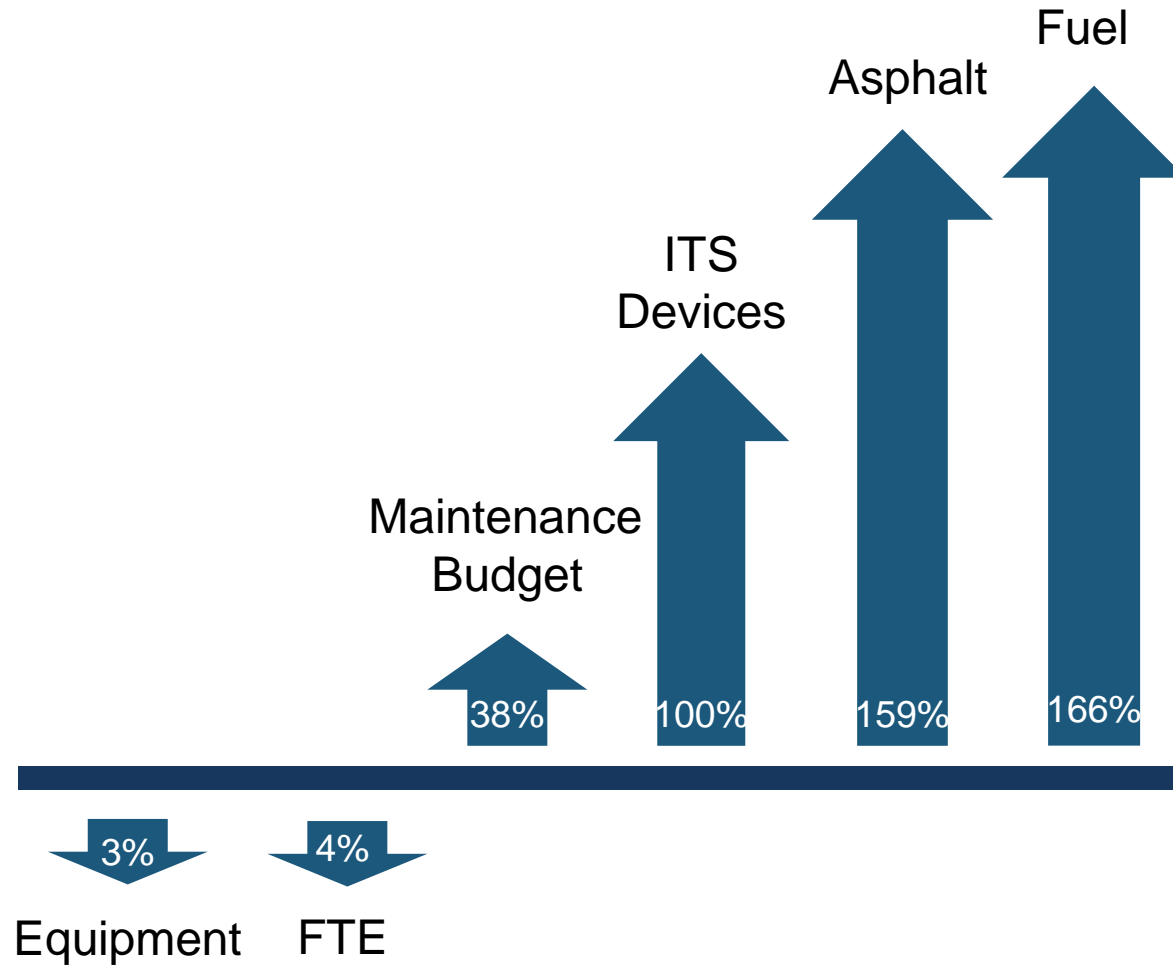 Fuel
Asphalt
ITS
Devices
Maintenance
Budget
38%
100%
159%
166%
3%
4%
Equipment
FTE